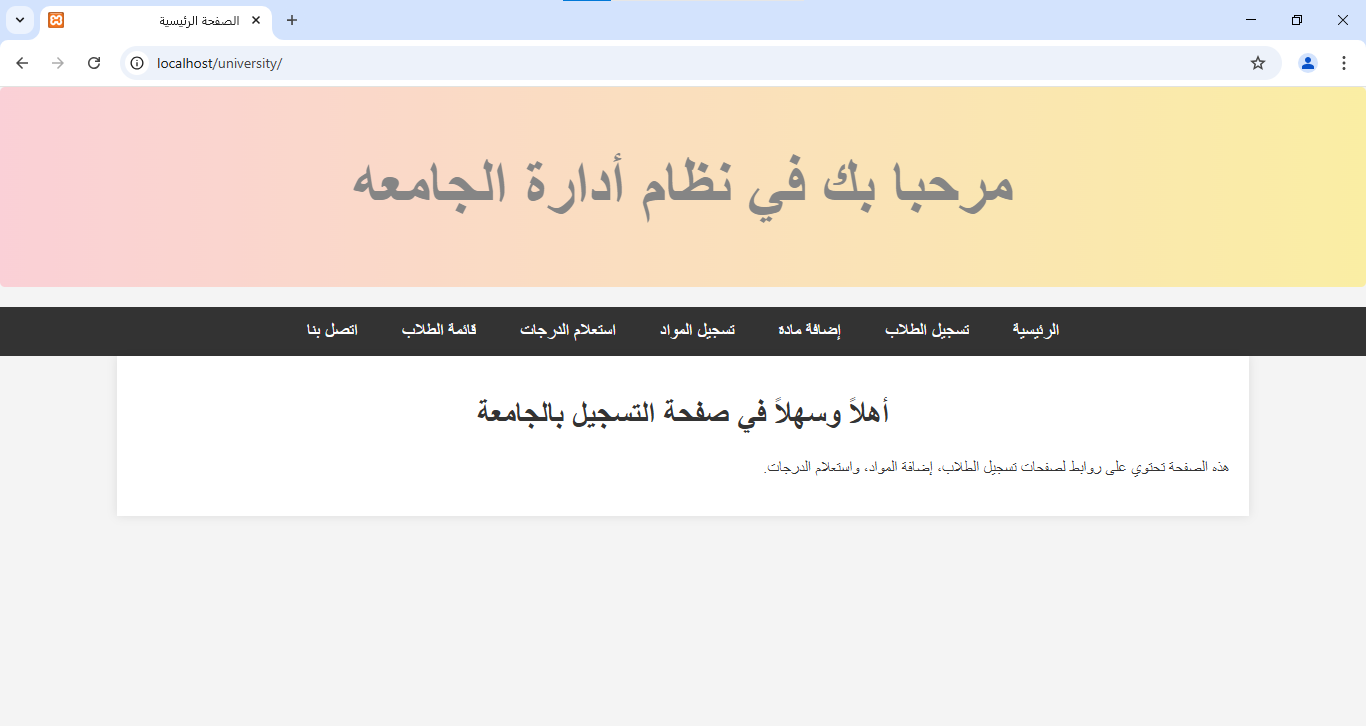 الصفحة الرئيسية
localhost/university/
مرحبا بك في نظام أدارة الجامعه
الرئيسية تسجيل الطلاب إضافة مادة تسجيل المواد استعلام الدرجات قائمة الطلاب اتصل بنا
أهلاً وسهلاً في صفحة التسجيل بالجامعة
هذه الصفحة تحتوي على روابط لصفحات تسجيل الطلاب، إضافة المواد، واستعلام الدرجات.